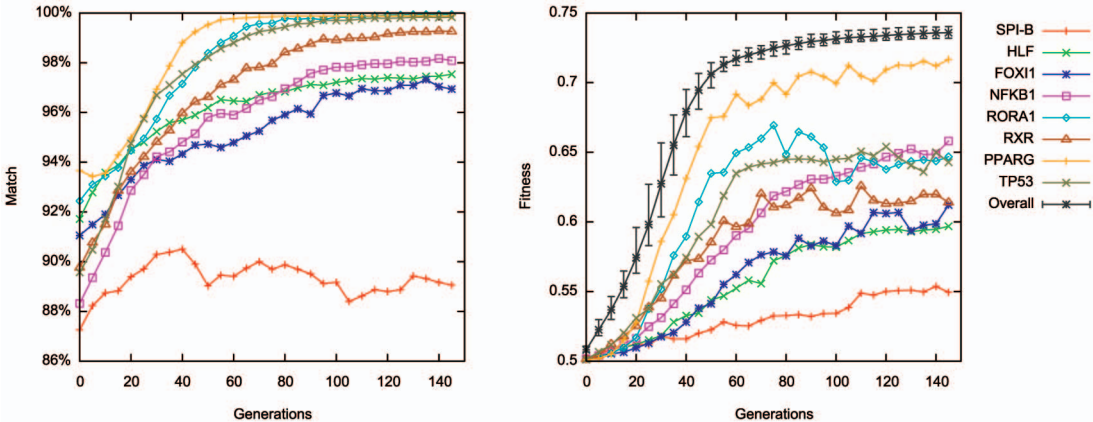 100%
98%
96%
94%
92%
90%
88%
86%
Match
0 20 40 60 80 100 120 140
Generations
0.75
0.7
0.65
0.6
0.55
0.5
Fitness
0 20 40 60 80 100 120 140
Generations
SPI-B
HLF
FOXI1
NFKB1
RORA1
RXR
PPARG
TP53
Overall